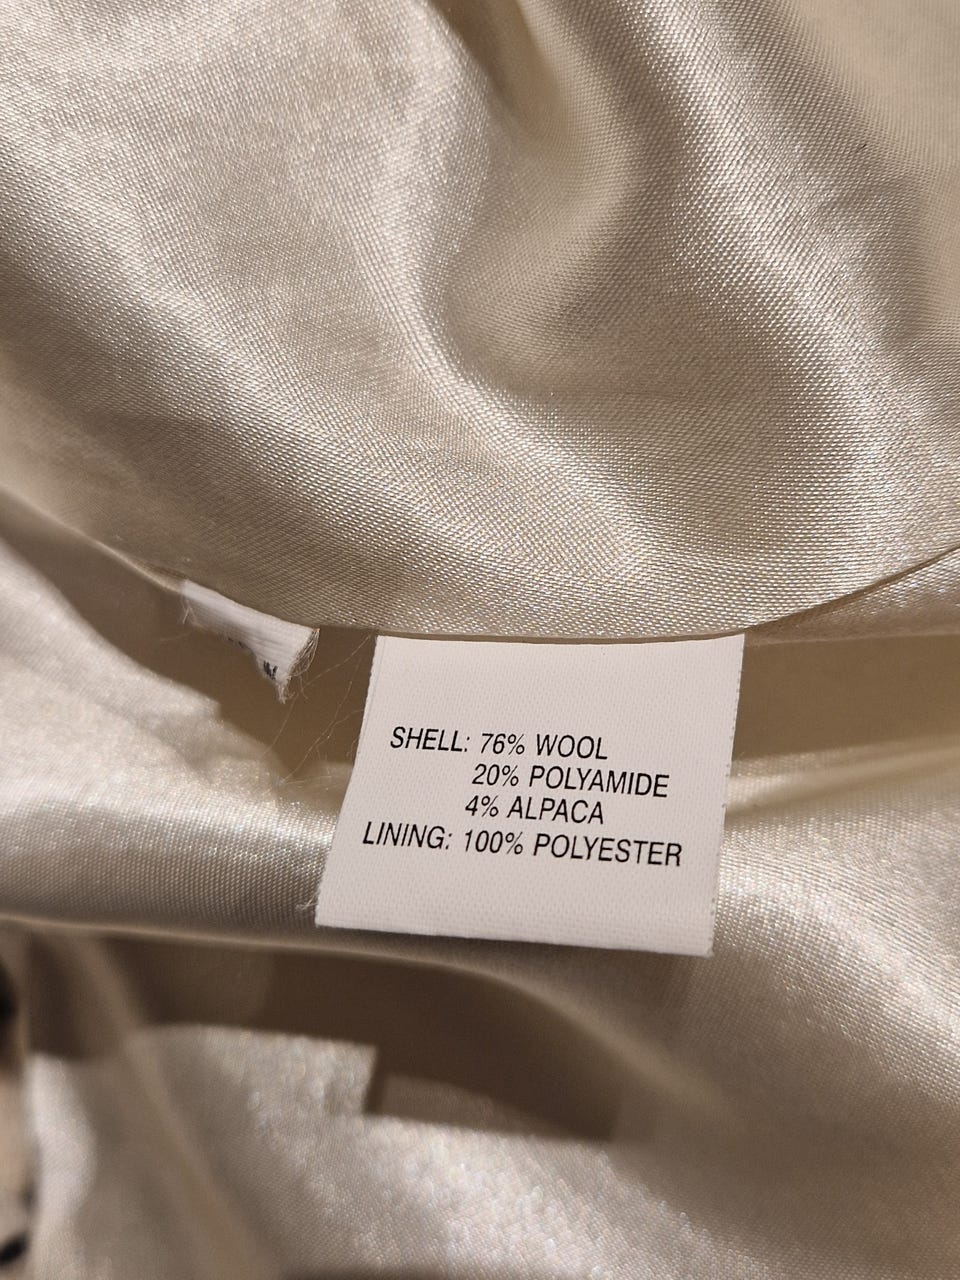 SHELL: 76% WOOL
20% POLYAMIDE
4% ALPACA
LINING: 100% POLYESTER